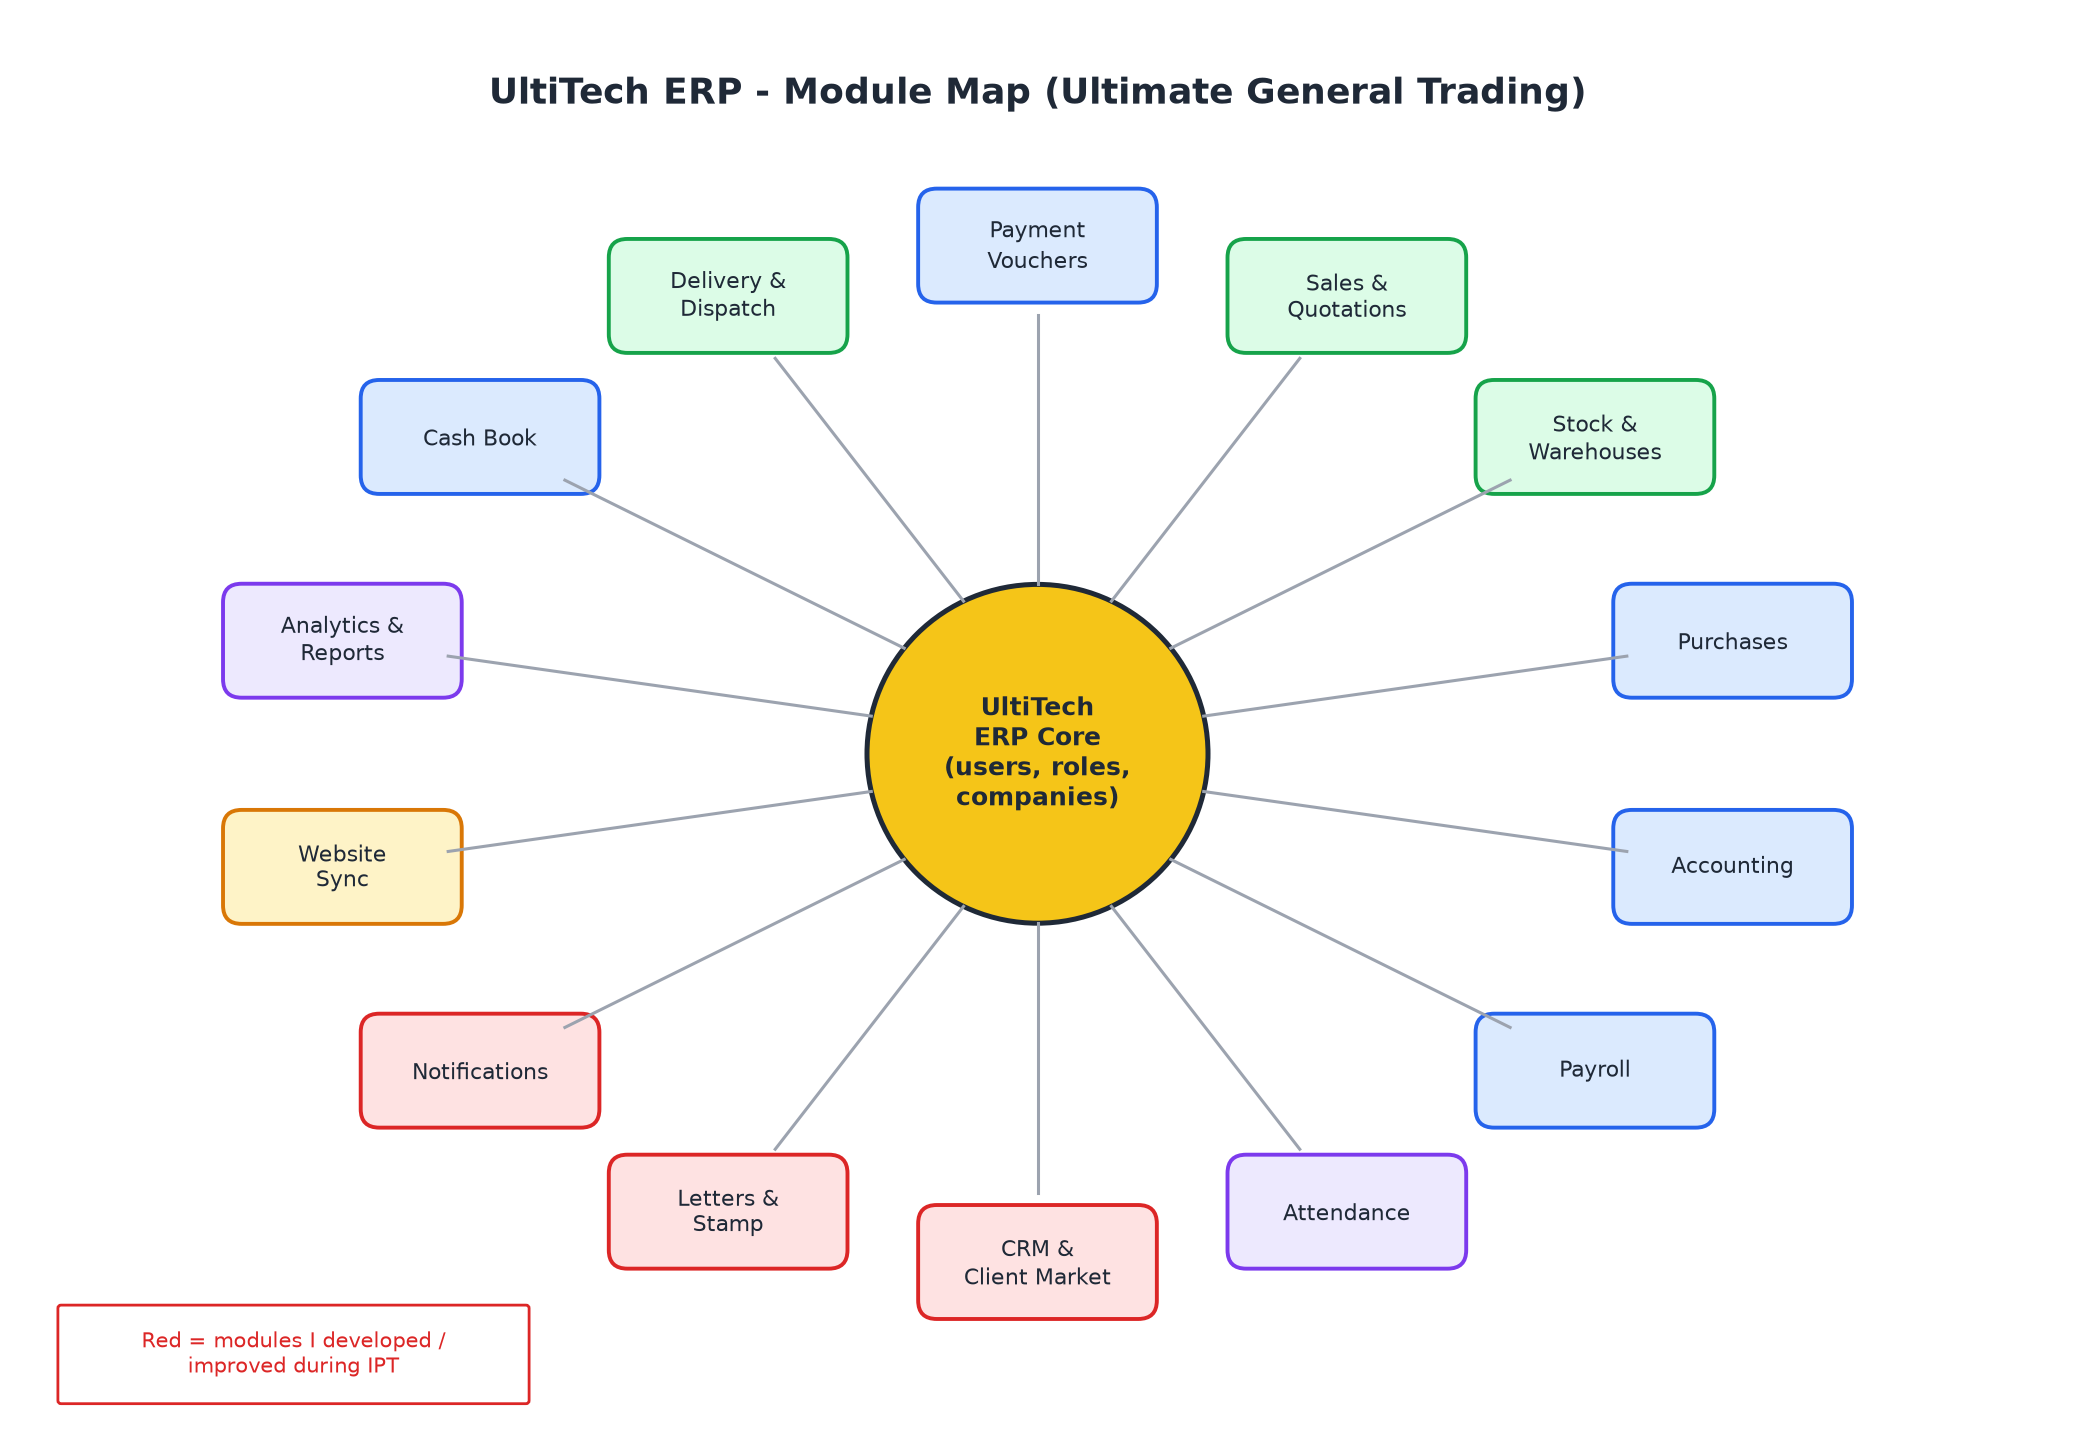 UltiTech ERP - Module Map (Ultimate General Trading)
Payment
Vouchers
Delivery &
Dispatch
Sales &
Quotations
Cash Book
Stock &
Warehouses
Analytics &
Reports
Purchases
UltiTech
ERP Core
(users, roles,
companies)
Website
Sync
Accounting
Notifications
Payroll
Letters &
Stamp
CRM &
Client Market
Attendance
Red = modules I developed /
improved during IPT